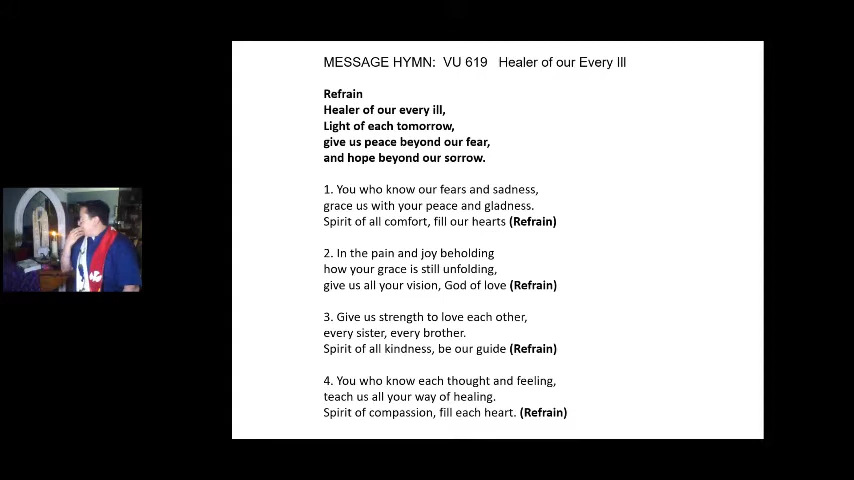 MESSAGE HYMN: VU 619 Healer of our Every Ill
Refrain
Healer of our every ill,
Light of each tomorrow,
give us peace beyond our fear,
and hope beyond our sorrow.
1. You who know our fears and sadness,
grace us with your peace and gladness.
Spirit of all comfort, fill our hearts (Refrain)
2. In the pain and joy beholding
how your grace is still unfolding,
give us all your vision, God of love (Refrain)
3. Give us strength to love each other,
every sister, every brother.
Spirit of all kindness, be our guide (Refrain)
4. You who know each thought and feeling,
teach us all your way of healing.
Spirit of compassion, fill each heart. (Refrain)